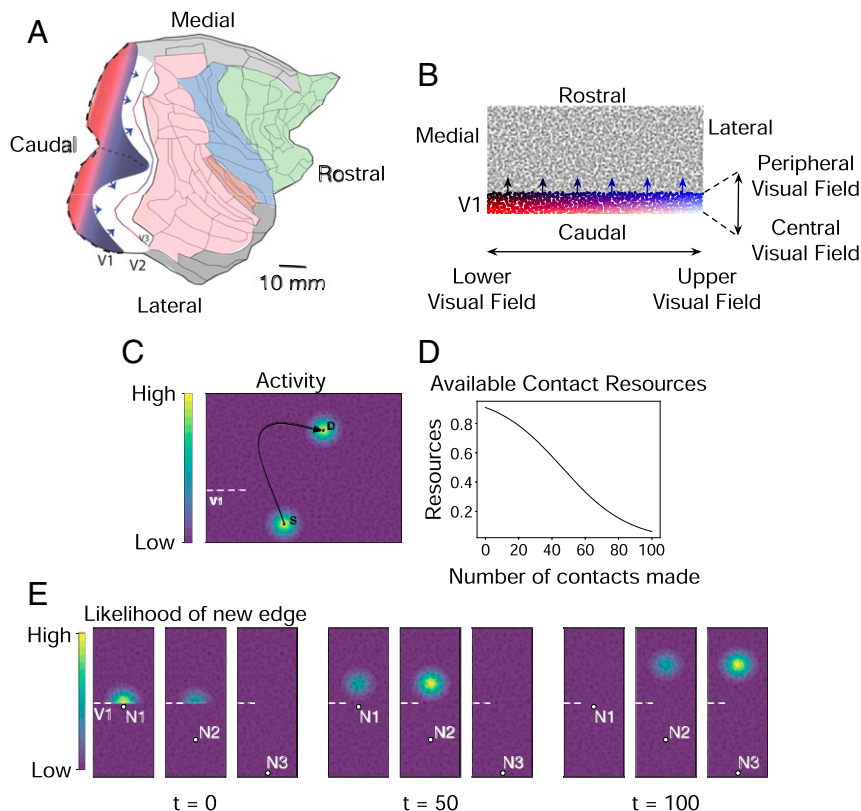 A
Medial
Caudal
Rostral
V1
V2
V3
10 mm
Lateral
B
Rostral
Medial
Lateral
V1
Caudal
Peripheral
Visual Field
Central
Visual Field
Lower
Visual Field
Upper
Visual Field
C
Activity
High
Low
V1
S
D
D
Available Contact Resources
Resources
0.8
0.6
0.4
0.2
0 20 40 60 80 100
Number of contacts made
E
Likelihood of new edge
High
Low
V1
N1
N2
N3
N1
N2
N3
N1
N2
N3
t = 0
t = 50
t = 100